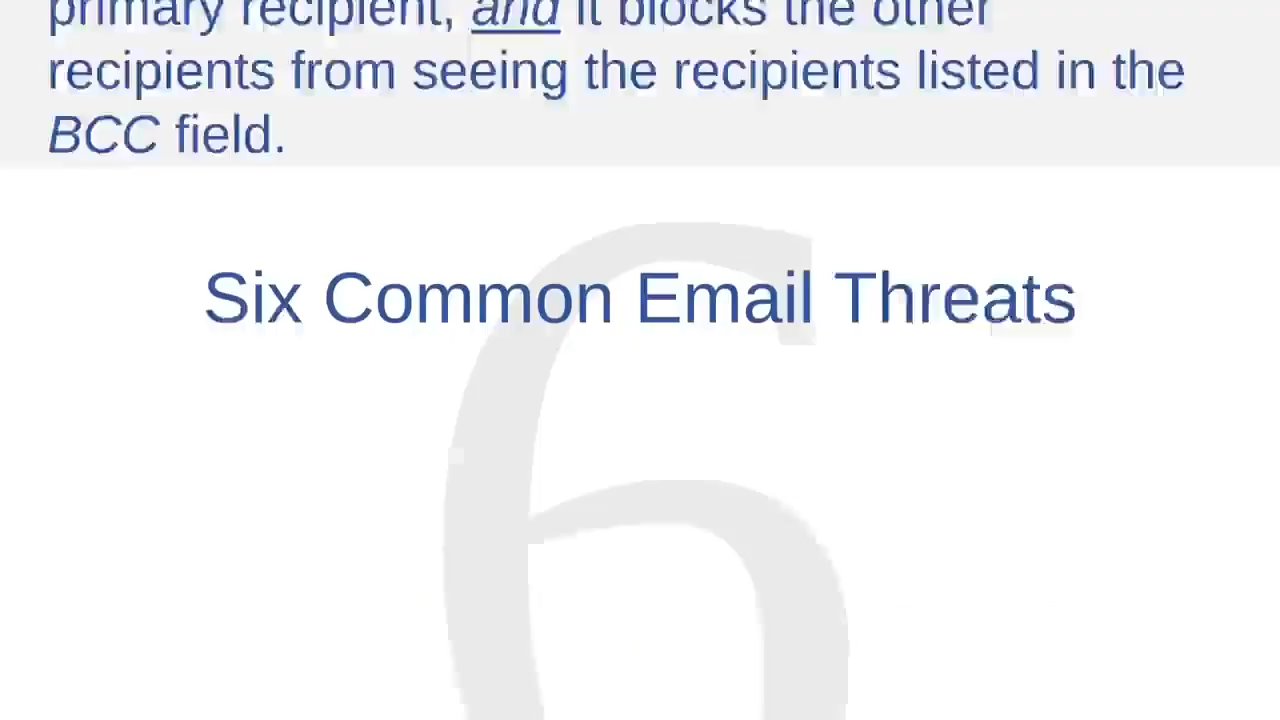 primary recipient, and it blocks the other
recipients from seeing the recipients listed in the
BCC field.
Six Common Email Threats
6